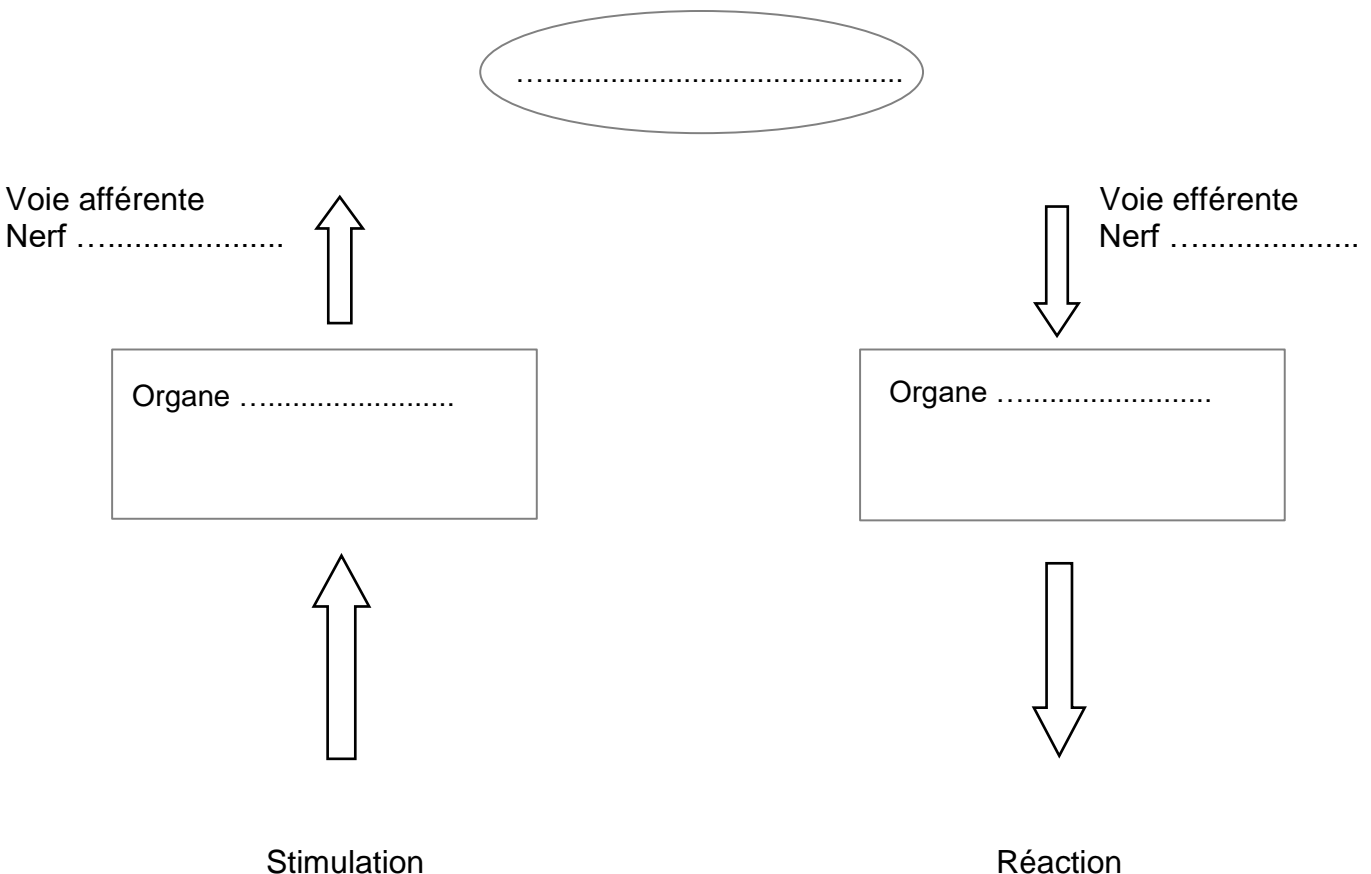 …........................................
Voie afférente
Nerf …....................
Voie efférente
Nerf …..................
Organe ….......................
Organe ….......................
Stimulation
Réaction